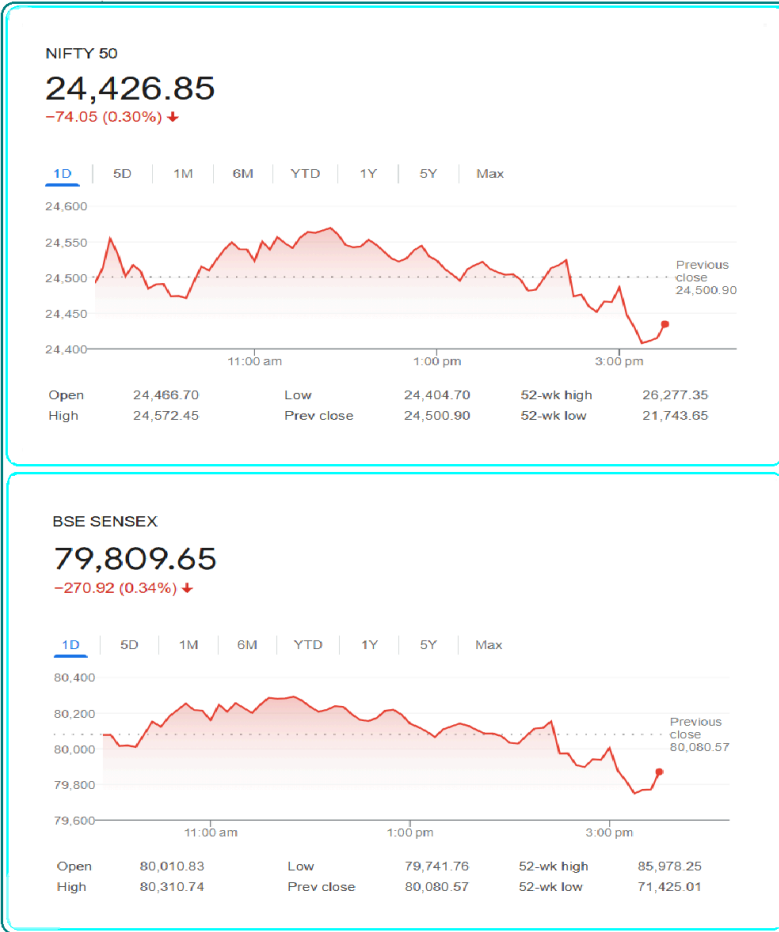 NIFTY 50
24,426.85
−74.05 (0.30%) ↓
1D 5D 1M 6M YTD 1Y 5Y Max
24,600
24,550
24,500
24,450
24,400
Previous
close
24,500.90
11:00 am 1:00 pm 3:00 pm
Open 24,466.70 Low 24,404.70 52-wk high 26,277.35
High 24,572.45 Prev close 24,500.90 52-wk low 21,743.65
BSE SENSEX
79,809.65
−270.92 (0.34%) ↓
1D 5D 1M 6M YTD 1Y 5Y Max
80,400
80,200
80,000
79,800
79,600
Previous
close
80,080.57
11:00 am 1:00 pm 3:00 pm
Open 80,010.83 Low 79,741.76 52-wk high 85,978.25
High 80,310.74 Prev close 80,080.57 52-wk low 71,425.01